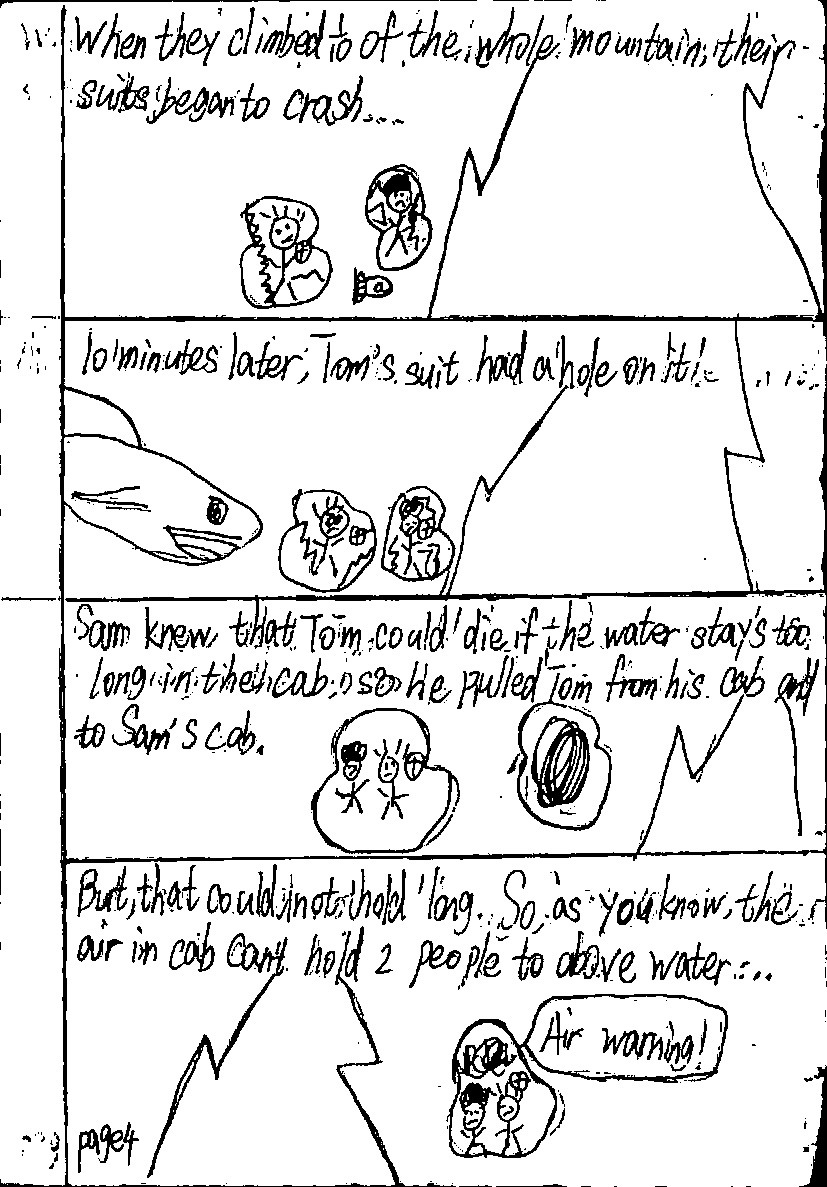 When they climbed to of the whole mountain, their
suits began to crash...
10 minutes later, Tom's suit had a hole on it!
Sam knew that Tom could die if the water stay's too
long in the cab, so he pulled Tom from his cab and
to Sam's cab.
But, that could not hold long. So, as you know, the
air in cab can't hold 2 people to above water...
Air warning!
page4